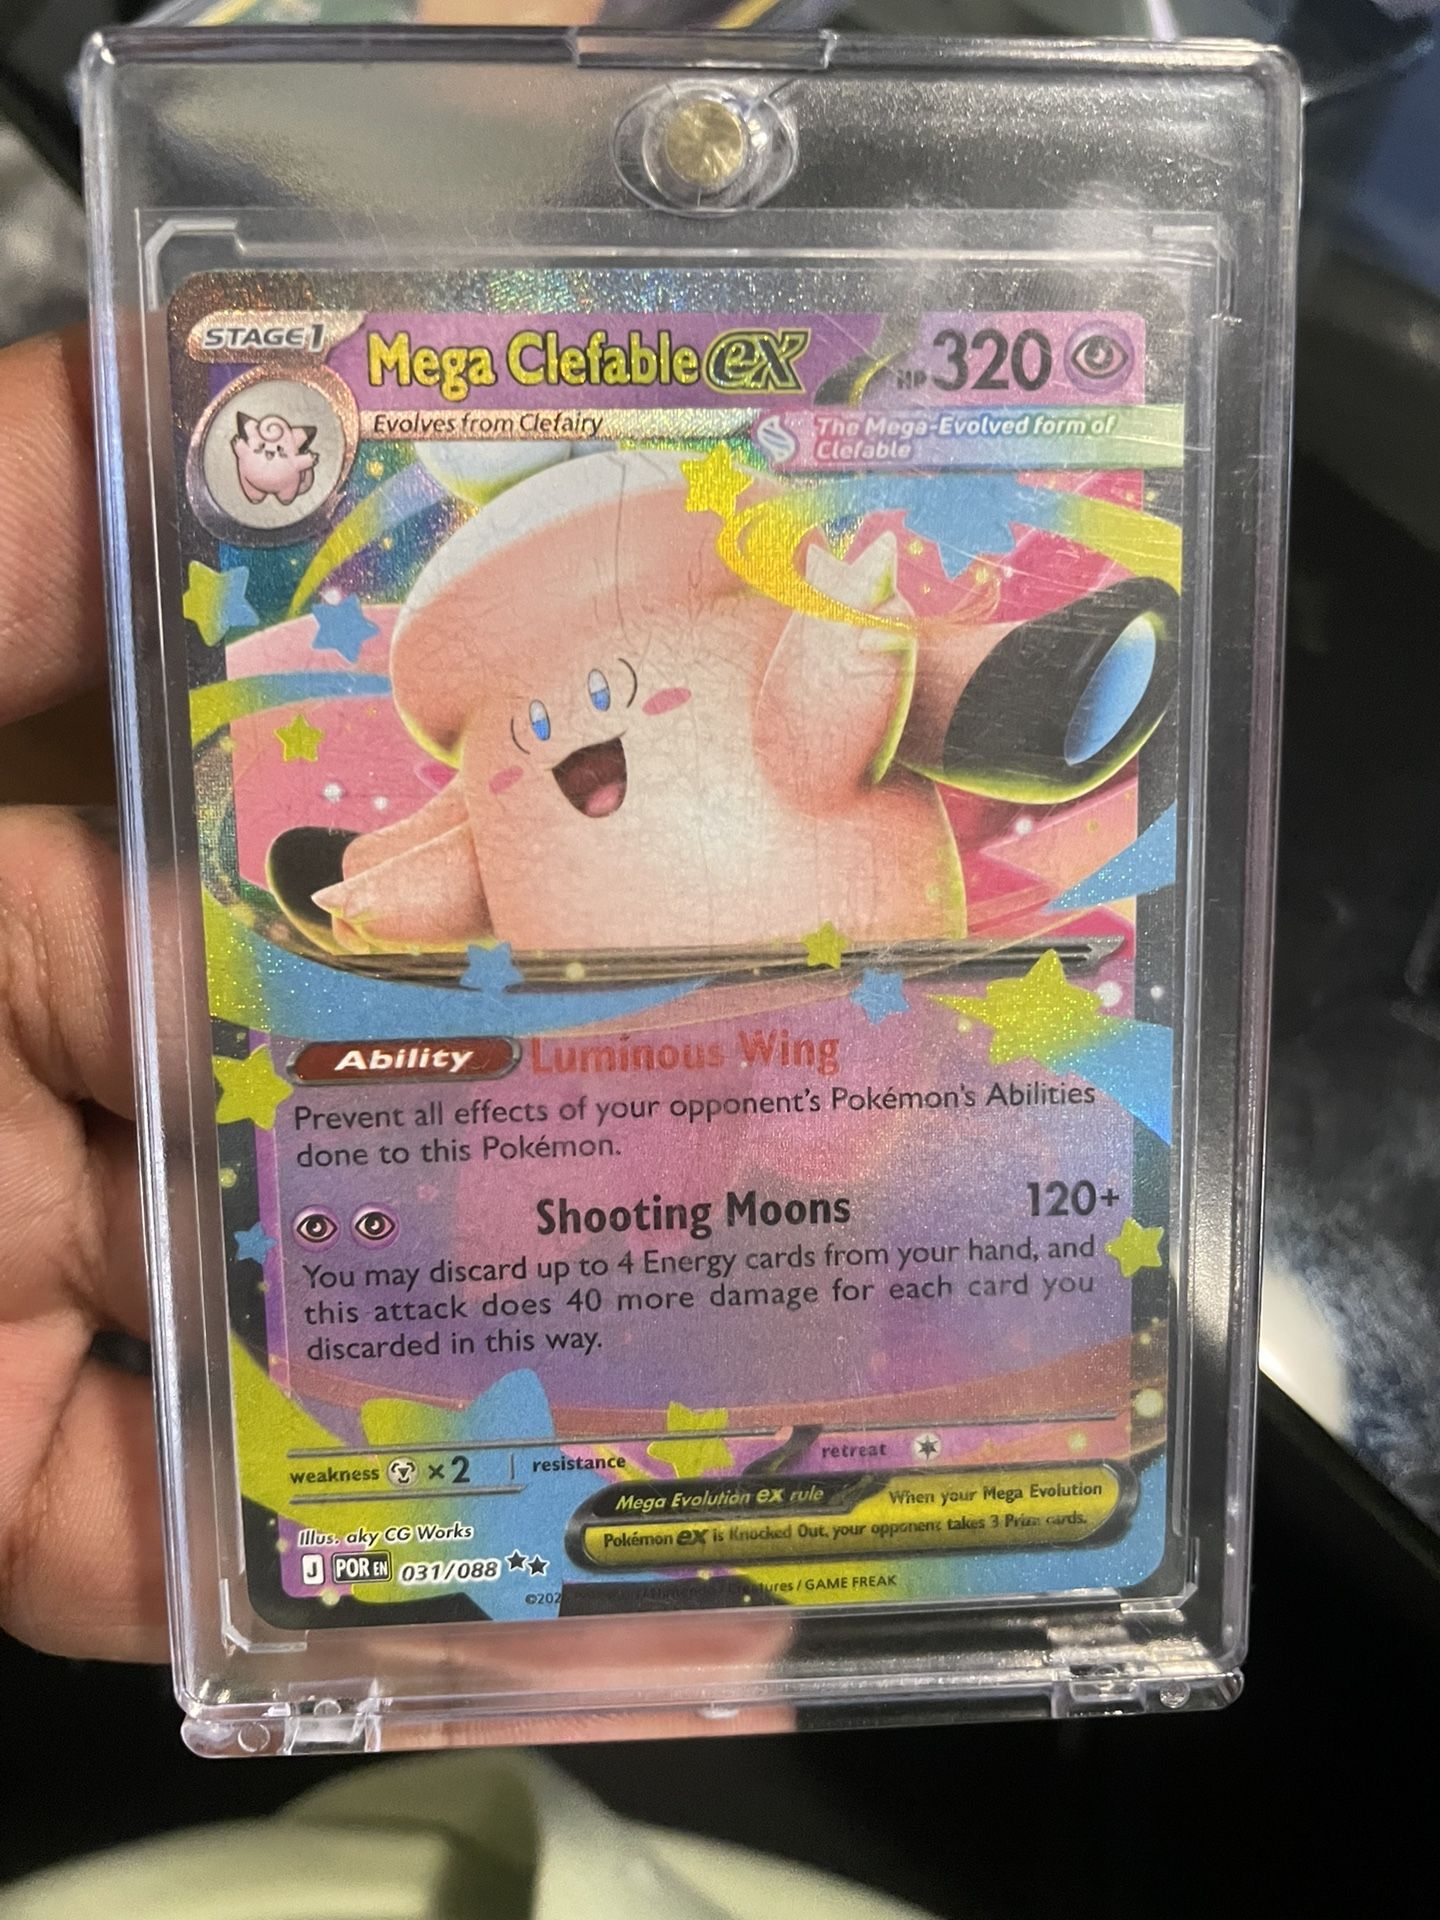 STAGE 1
Mega Clefable ex
HP 320
Evolves from Clefairy
The Mega-Evolved form of
Clefable
Ability Luminous Wing
Prevent all effects of your opponent's Pokémon's Abilities
done to this Pokémon.
Shooting Moons 120+
You may discard up to 4 Energy cards from your hand, and
this attack does 40 more damage for each card you
discarded in this way.
weakness ×2 resistance retreat
Mega Evolution ex rule When your Mega Evolution
Pokémon ex is Knocked Out, your opponent takes 3 Prize cards.
Illus. aky CG Works
J POR EN 031/088
©202 Creatures / GAME FREAK